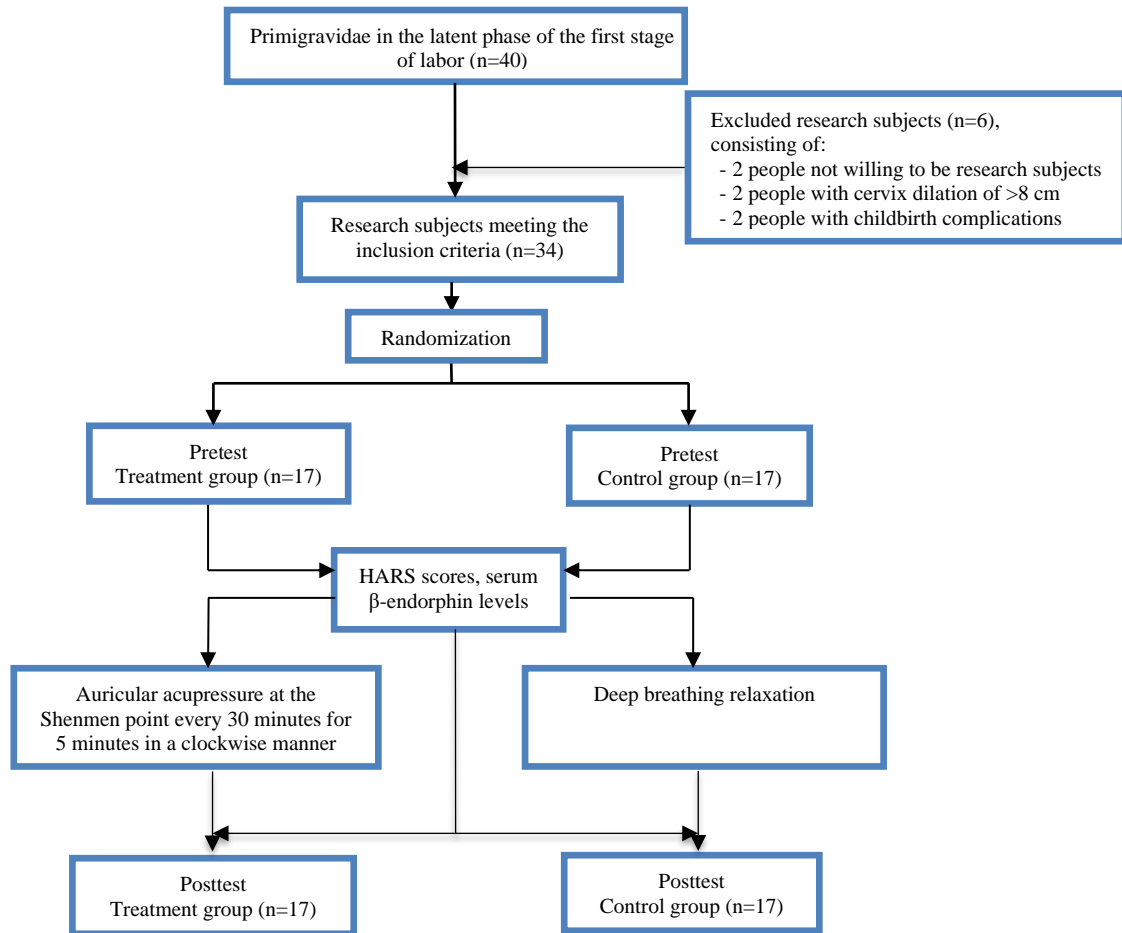 Primigravidae in the latent phase of the first stage
of labor (n=40)
Excluded research subjects (n=6),
consisting of:
- 2 people not willing to be research subjects
- 2 people with cervix dilation of >8 cm
- 2 people with childbirth complications
Research subjects meeting the
inclusion criteria (n=34)
Randomization
Pretest
Treatment group (n=17)
Pretest
Control group (n=17)
HARS scores, serum
β-endorphin levels
Auricular acupressure at the
Shenmen point every 30 minutes for
5 minutes in a clockwise manner
Deep breathing relaxation
Posttest
Treatment group (n=17)
Posttest
Control group (n=17)